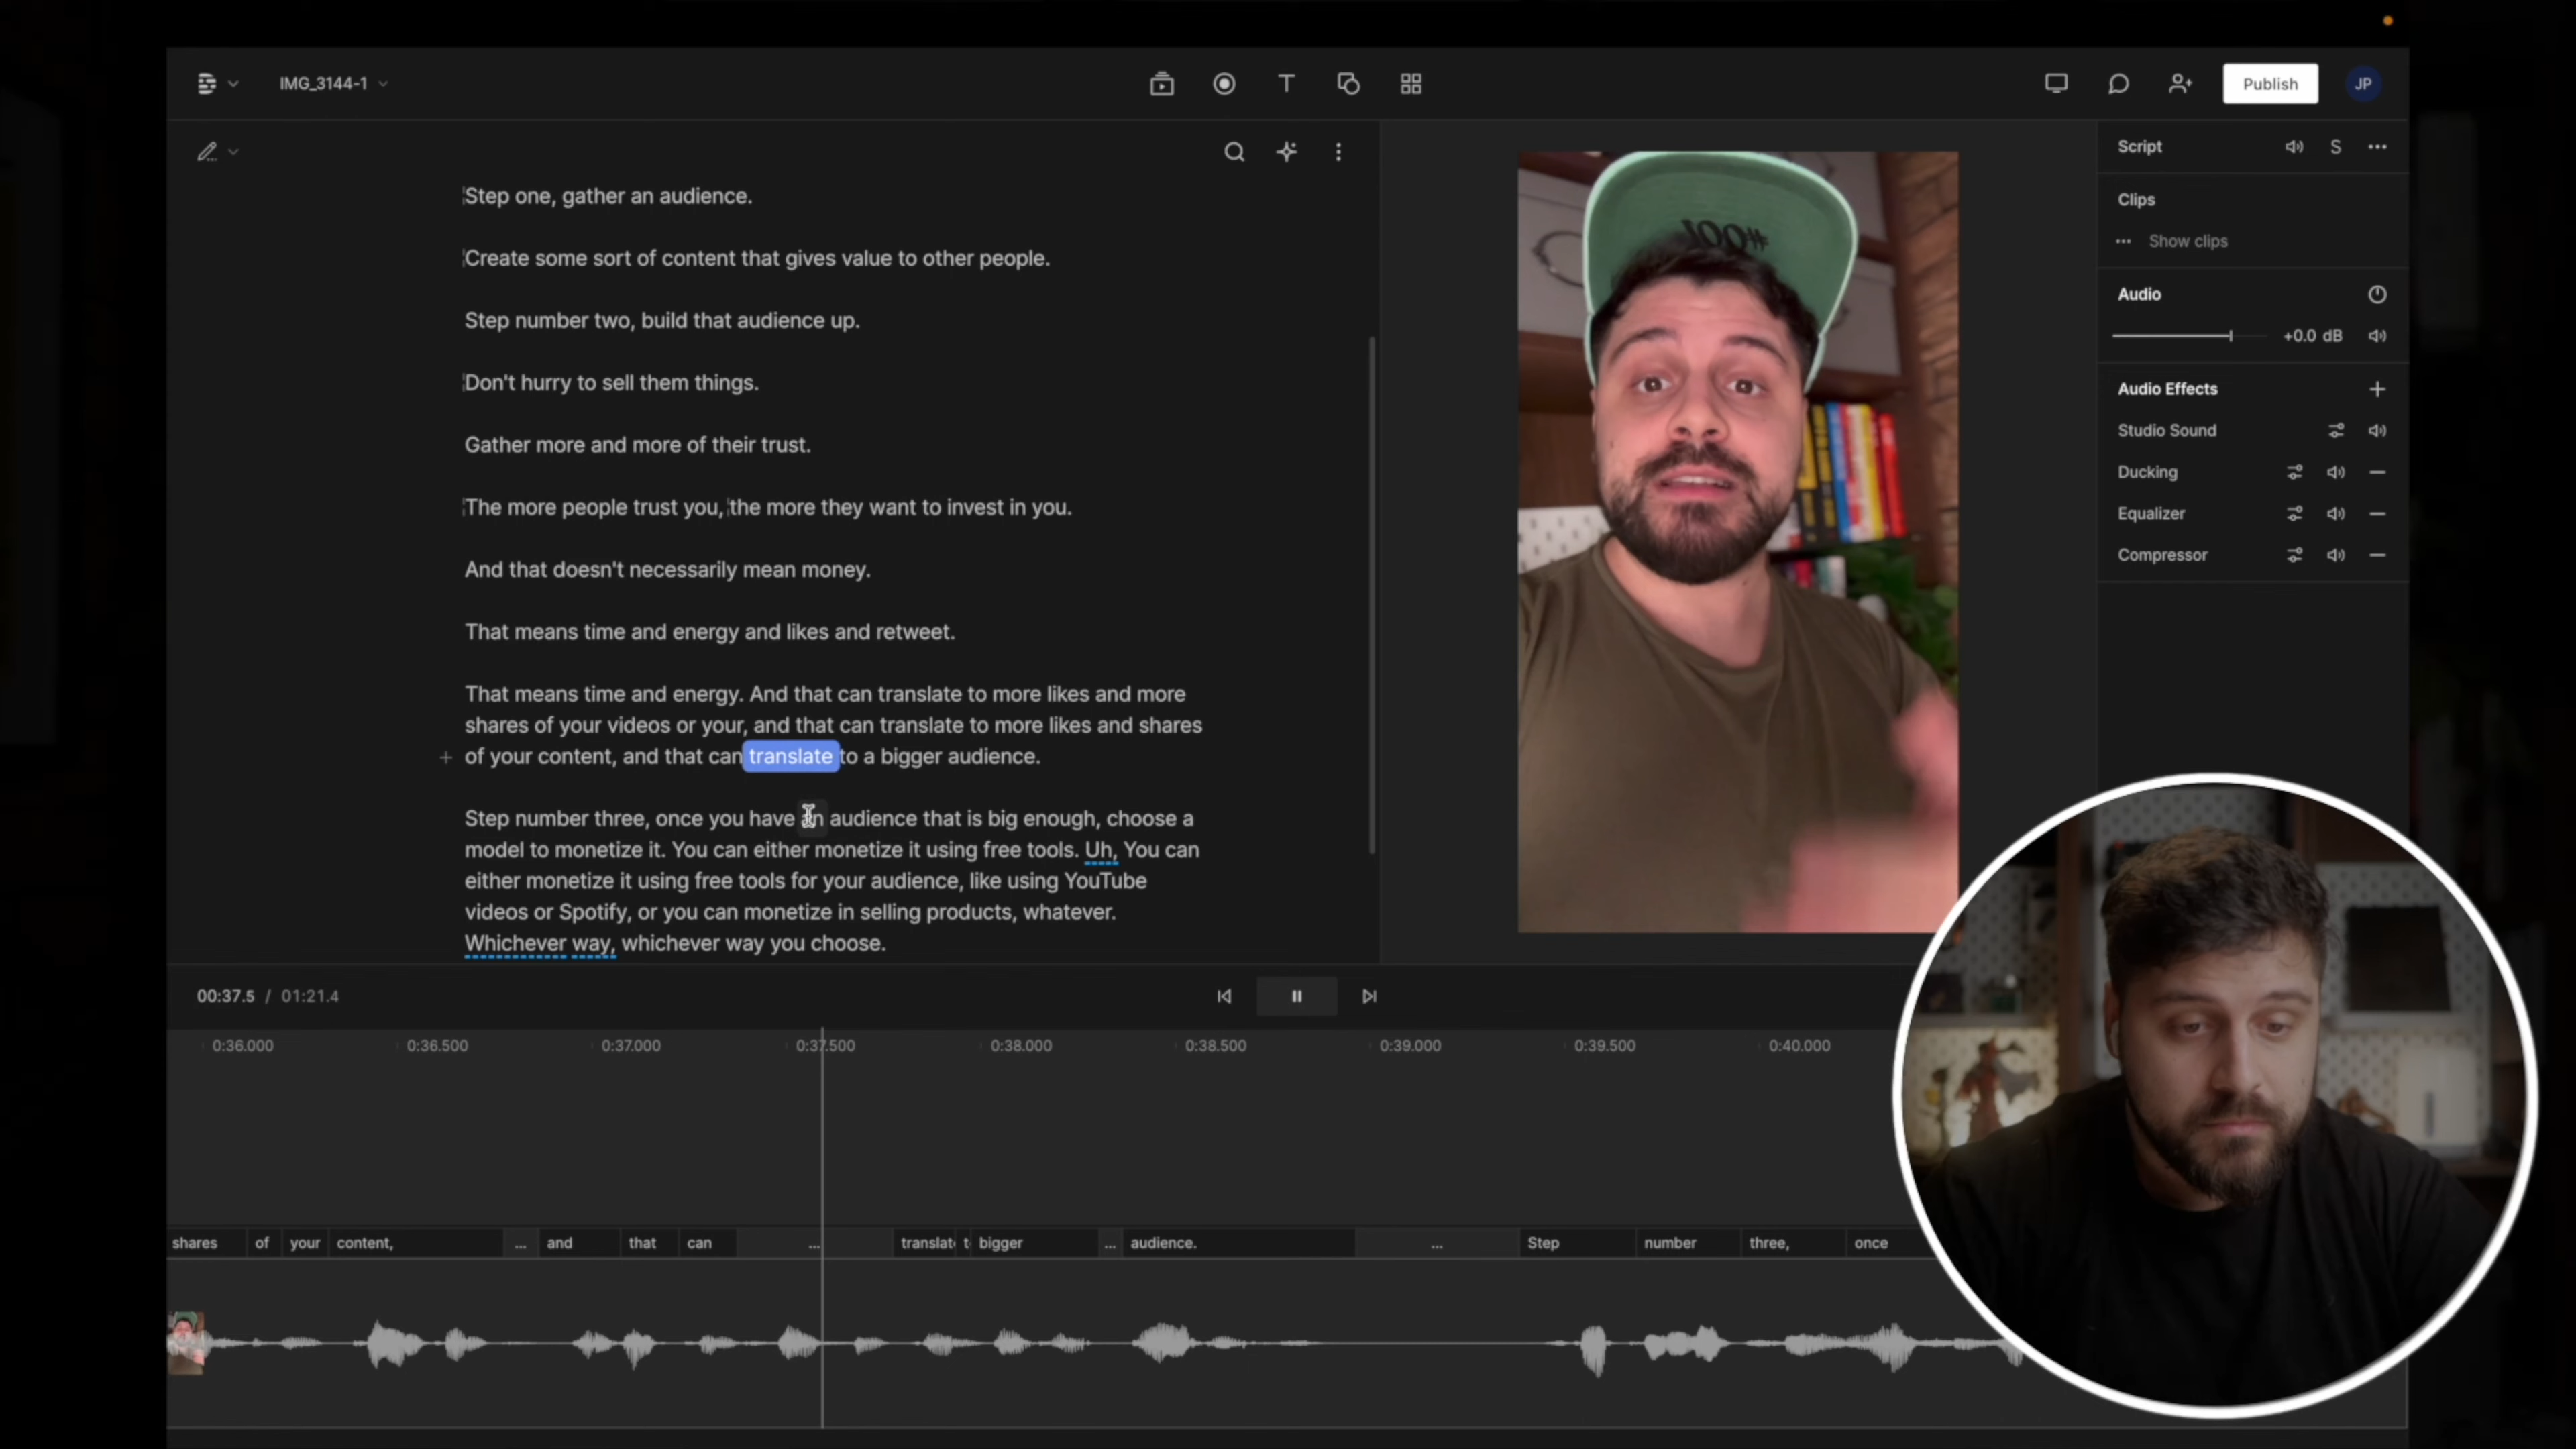 IMG_3144-1
Publish
JP
Step one, gather an audience.
Create some sort of content that gives value to other people.
Step number two, build that audience up.
Don't hurry to sell them things.
Gather more and more of their trust.
The more people trust you, the more they want to invest in you.
And that doesn't necessarily mean money.
That means time and energy and likes and retweet.
That means time and energy. And that can translate to more likes and more
shares of your videos or your, and that can translate to more likes and shares
of your content, and that can translate to a bigger audience.
Step number three, once you have an audience that is big enough, choose a
model to monetize it. You can either monetize it using free tools. Uh, You can
either monetize it using free tools for your audience, like using YouTube
videos or Spotify, or you can monetize in selling products, whatever.
Whichever way, whichever way you choose.
Script S ...
Clips
... Show clips
Audio
+0.0 dB
Audio Effects
Studio Sound
Ducking
Equalizer
Compressor
00:37.5 / 01:21.4
0:36.000 0:36.500 0:37.000 0:37.500 0:38.000 0:38.500 0:39.000 0:39.500 0:40.000
shares of your content, ... and that can ... translat t bigger ... audience. ... Step number three, once